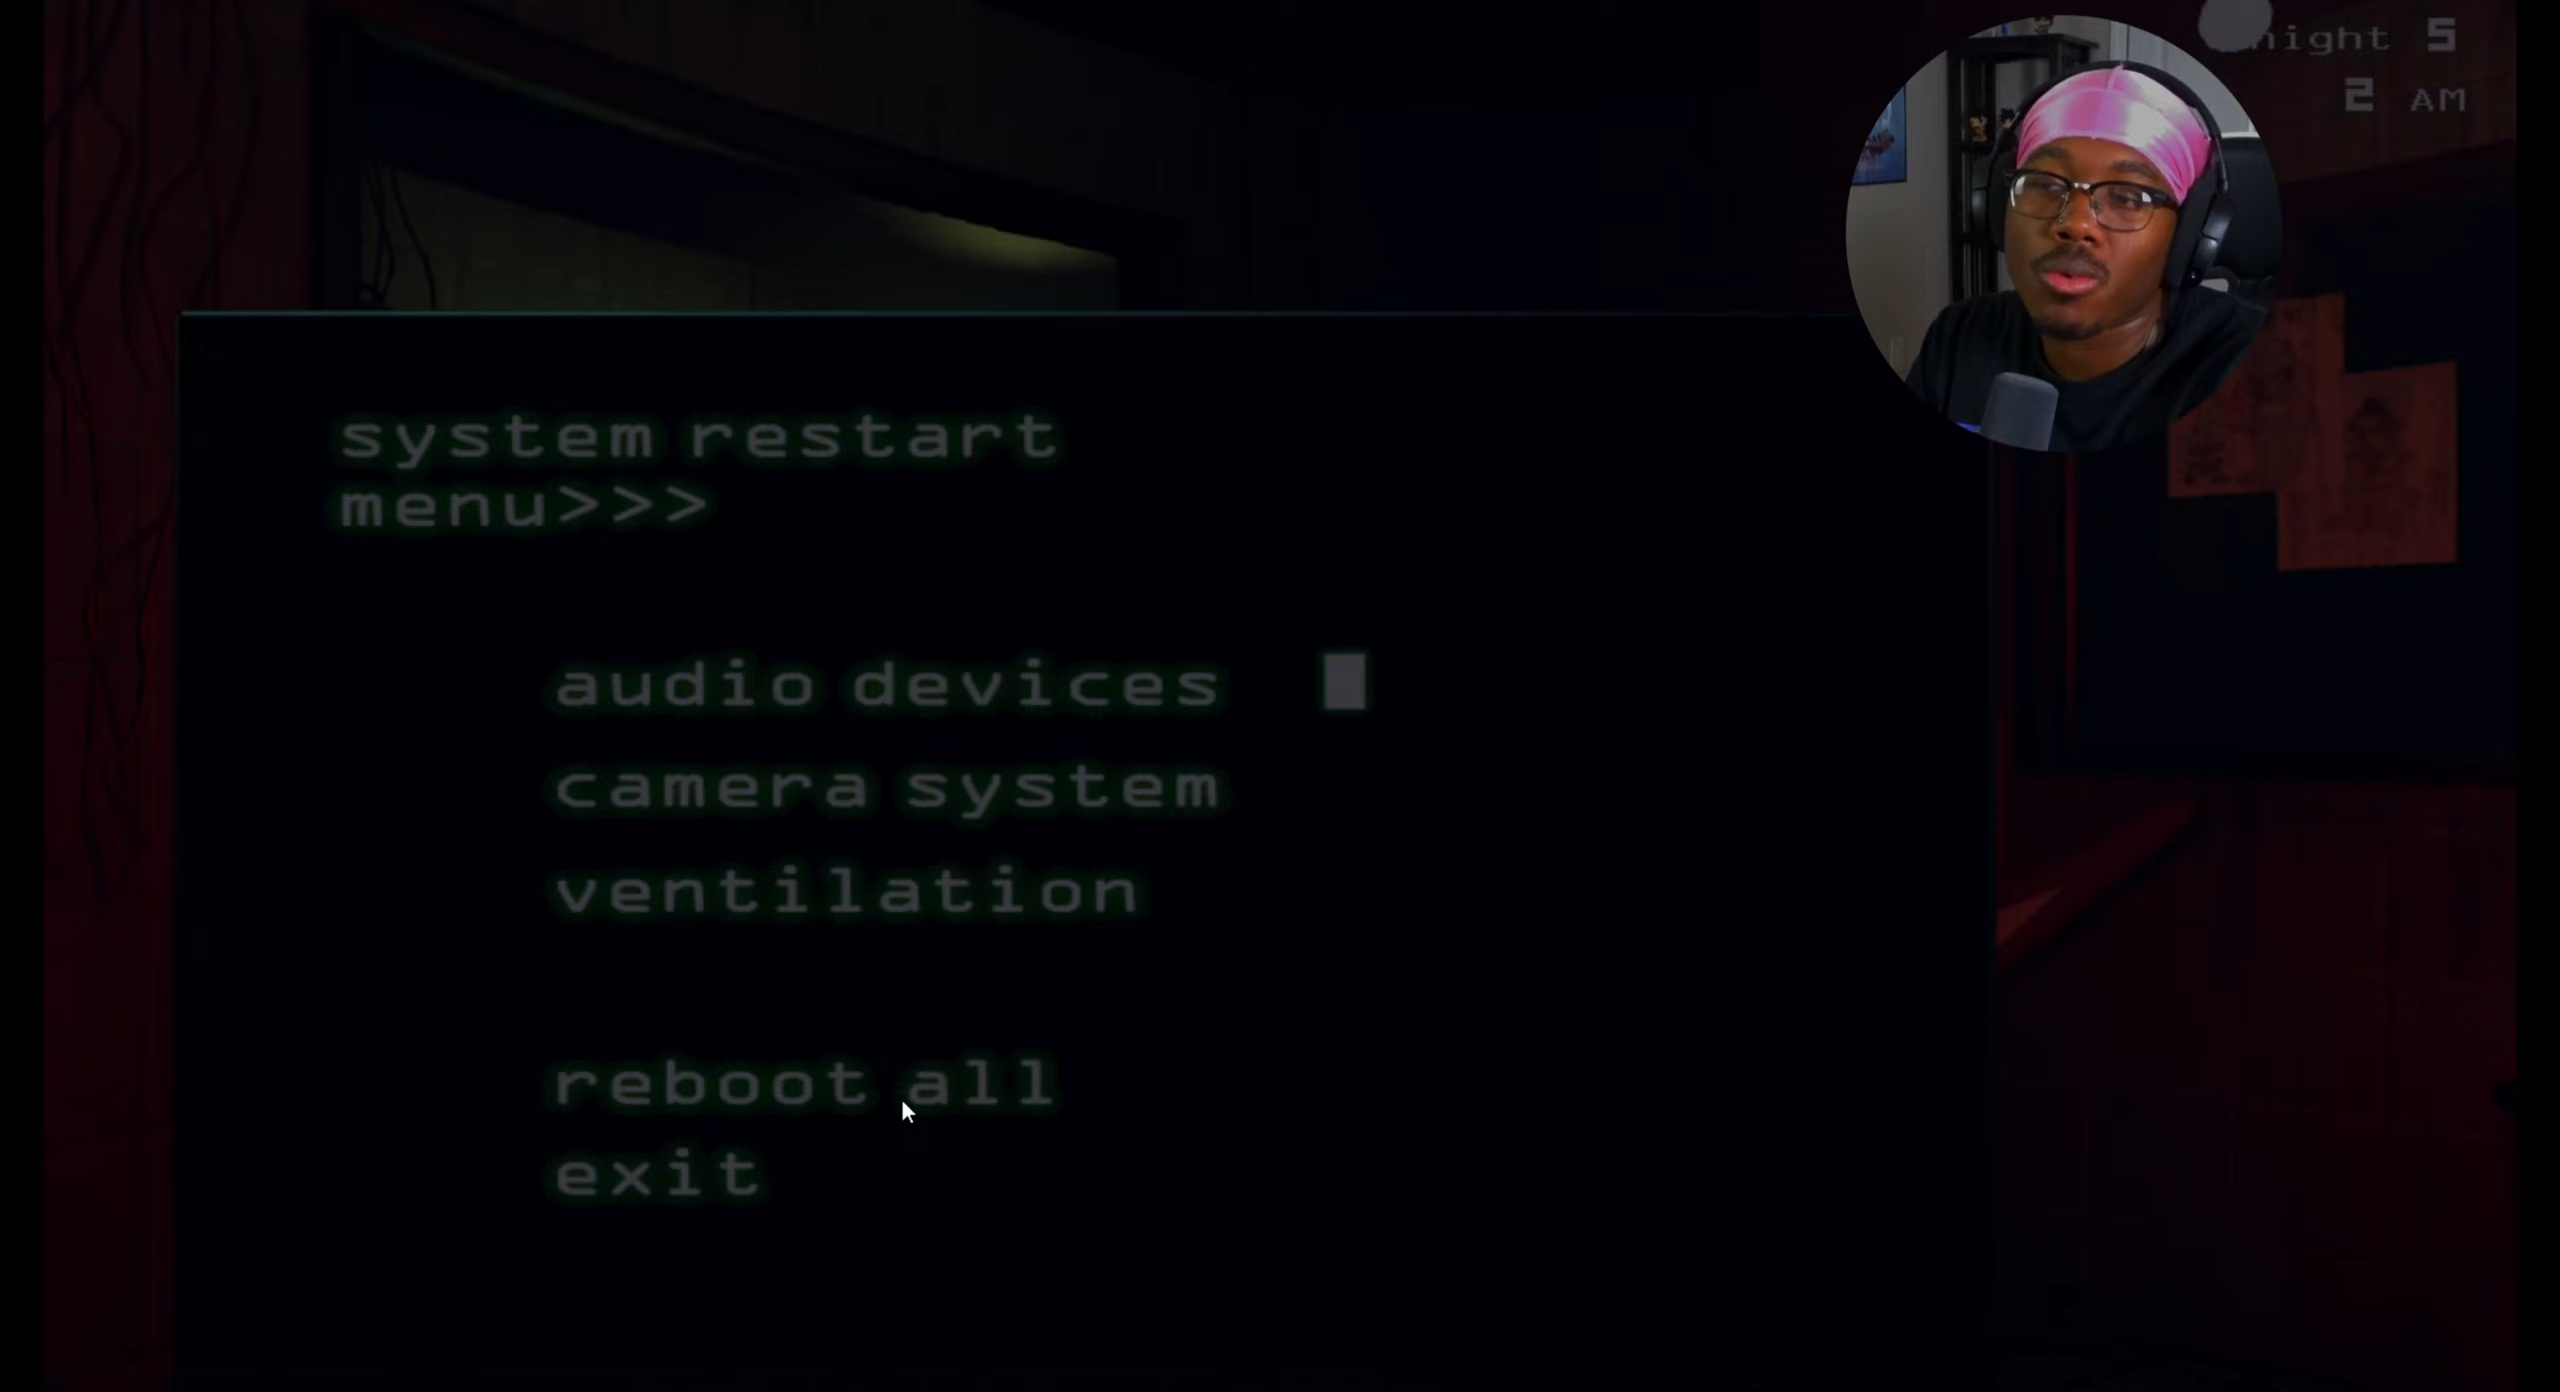 night 5
2 AM
system restart
menu>>>
audio devices
camera system
ventilation
reboot all
exit